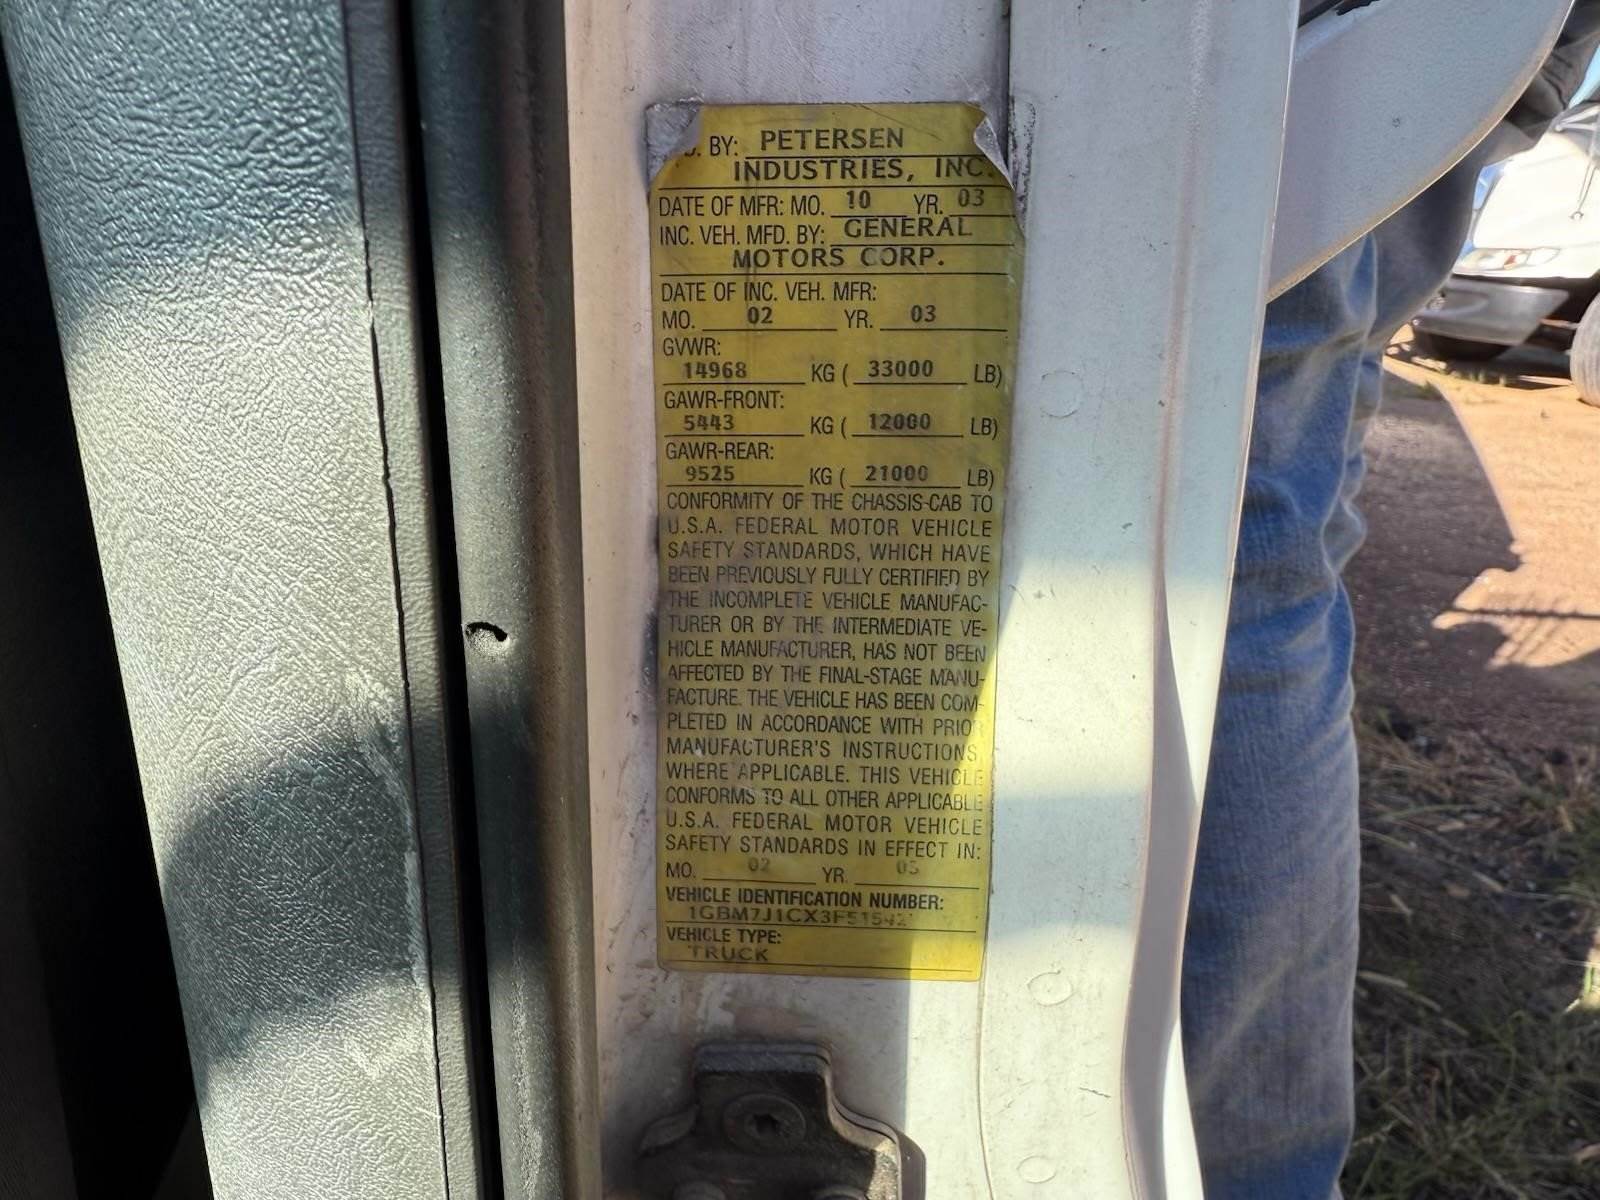 . BY: PETERSEN
INDUSTRIES, INC.
DATE OF MFR: MO. 10 YR. 03
INC. VEH. MFD. BY: GENERAL
MOTORS CORP.
DATE OF INC. VEH. MFR:
MO. 02 YR. 03
GVWR:
14968 KG ( 33000 LB)
GAWR-FRONT:
5443 KG ( 12000 LB)
GAWR-REAR:
9525 KG ( 21000 LB)
CONFORMITY OF THE CHASSIS-CAB TO
U.S.A. FEDERAL MOTOR VEHICLE
SAFETY STANDARDS, WHICH HAVE
BEEN PREVIOUSLY FULLY CERTIFIED BY
THE INCOMPLETE VEHICLE MANUFAC-
TURER OR BY THE INTERMEDIATE VE-
HICLE MANUFACTURER, HAS NOT BEEN
AFFECTED BY THE FINAL-STAGE MANU-
FACTURE. THE VEHICLE HAS BEEN COM-
PLETED IN ACCORDANCE WITH PRIOR
MANUFACTURER'S INSTRUCTIONS,
WHERE APPLICABLE. THIS VEHICLE
CONFORMS TO ALL OTHER APPLICABLE
U.S.A. FEDERAL MOTOR VEHICLE
SAFETY STANDARDS IN EFFECT IN:
MO. 02 YR.
VEHICLE IDENTIFICATION NUMBER:
VEHICLE TYPE:
TRUCK